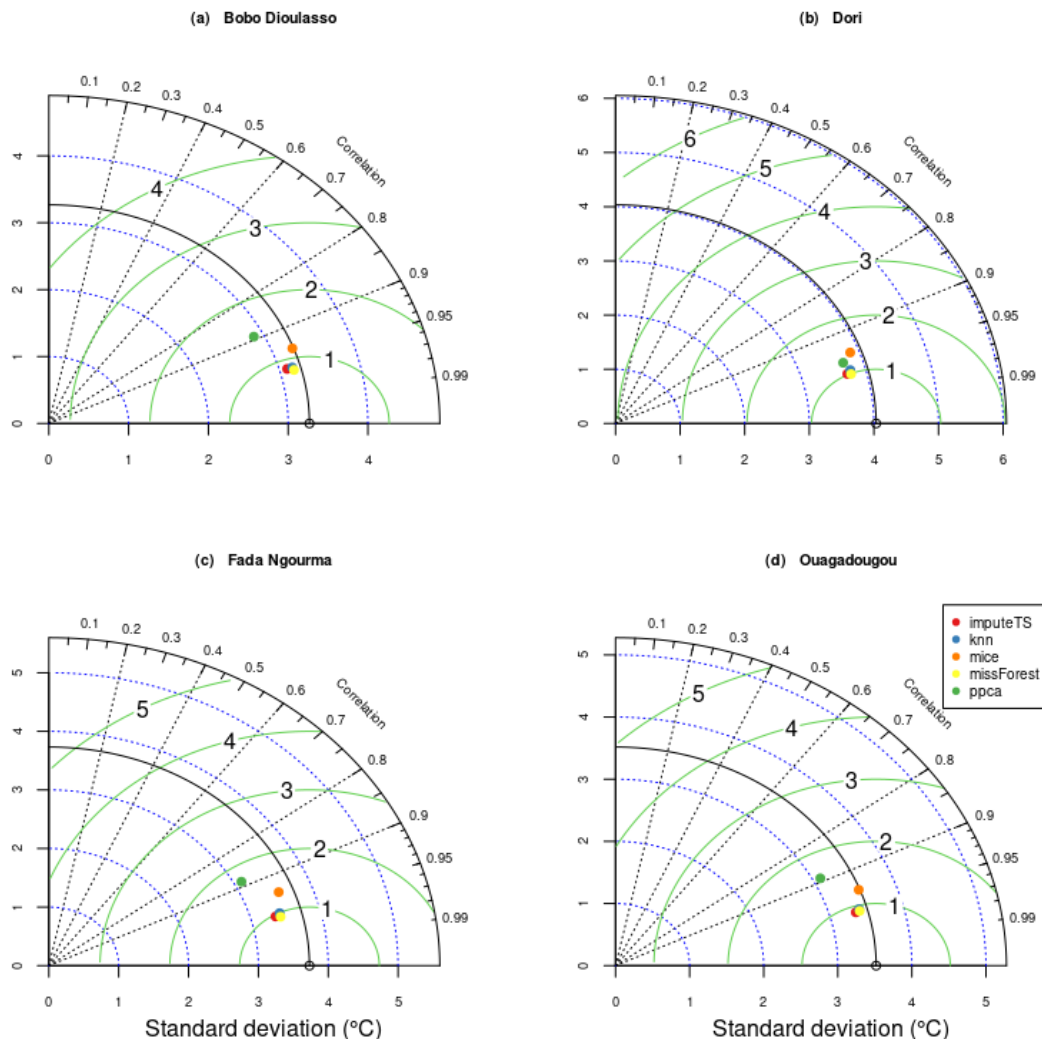 (a) Bobo Dioulasso
(b) Dori
0.1 0.2 0.3 0.4 0.5 0.6 0.7 0.8 0.9 0.95 0.99
Correlation
4 3 2 1
0 1 2 3 4
0 1 2 3 4
0.1 0.2 0.3 0.4 0.5 0.6 0.7 0.8 0.9 0.95 0.99
Correlation
6 5 4 3 2 1
0 1 2 3 4 5 6
0 1 2 3 4 5 6
(c) Fada Ngourma
(d) Ouagadougou
0.1 0.2 0.3 0.4 0.5 0.6 0.7 0.8 0.9 0.95 0.99
Correlation
5 4 3 2 1
0 1 2 3 4 5
0 1 2 3 4 5
Standard deviation (°C)
0.1 0.2 0.3 0.4 0.5 0.6 0.7 0.8 0.9 0.95 0.99
Correlation
5 4 3 2 1
0 1 2 3 4 5
0 1 2 3 4 5
Standard deviation (°C)
imputeTS
knn
mice
missForest
ppca